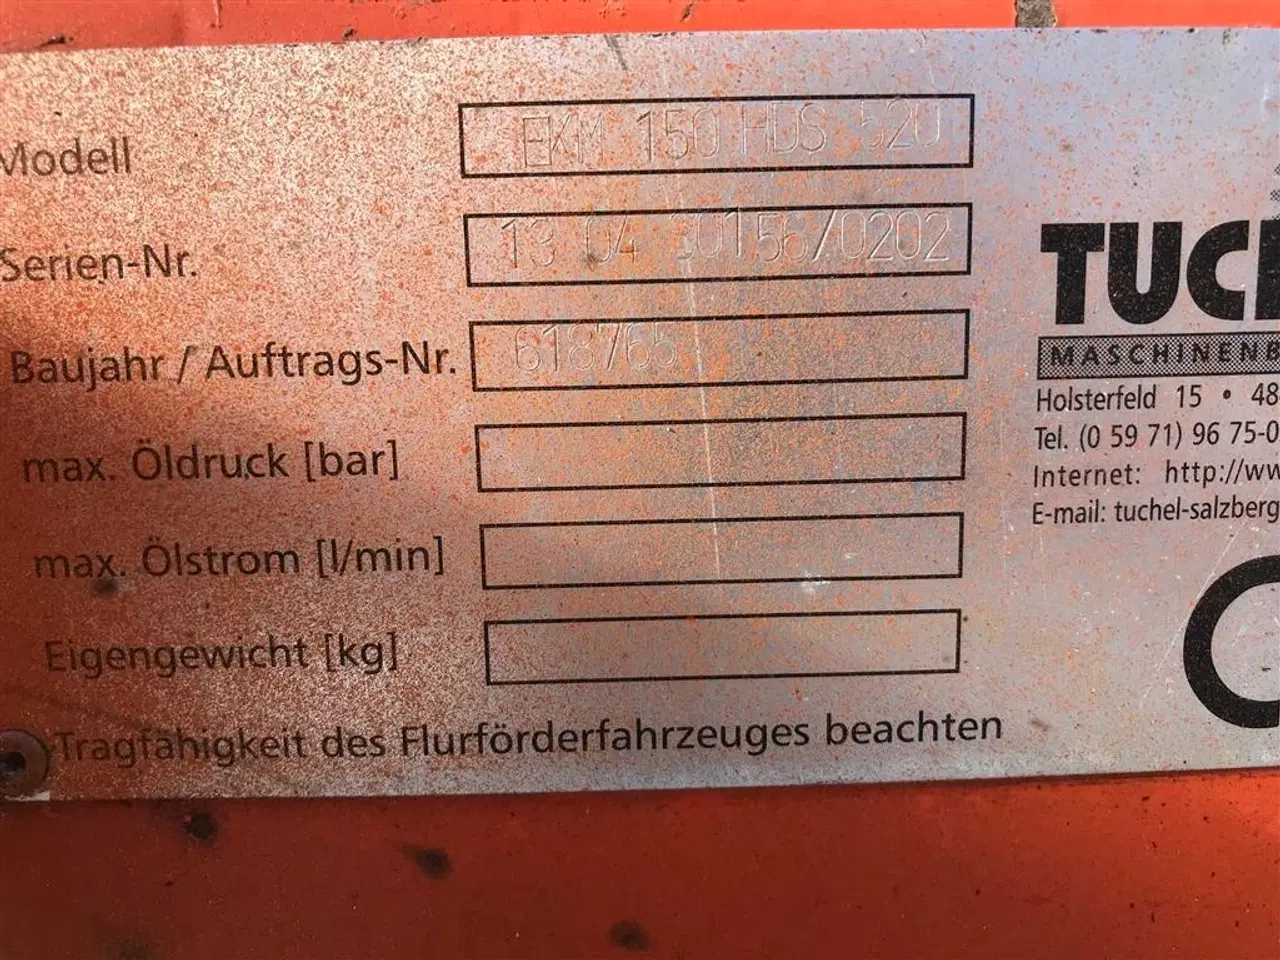 Modell EKM 150 HDS 520
Serien-Nr. 13 04 30156/0202
Baujahr / Auftrags-Nr. 618765
max. Öldruck [bar]
max. Ölstrom [l/min]
Eigengewicht [kg]
Tragfähigkeit des Flurförderfahrzeuges beachten
TUCH
MASCHINENB
Holsterfeld 15 • 48
Tel. (0 59 71) 96 75-0
Internet: http://ww
E-mail: tuchel-salzberg